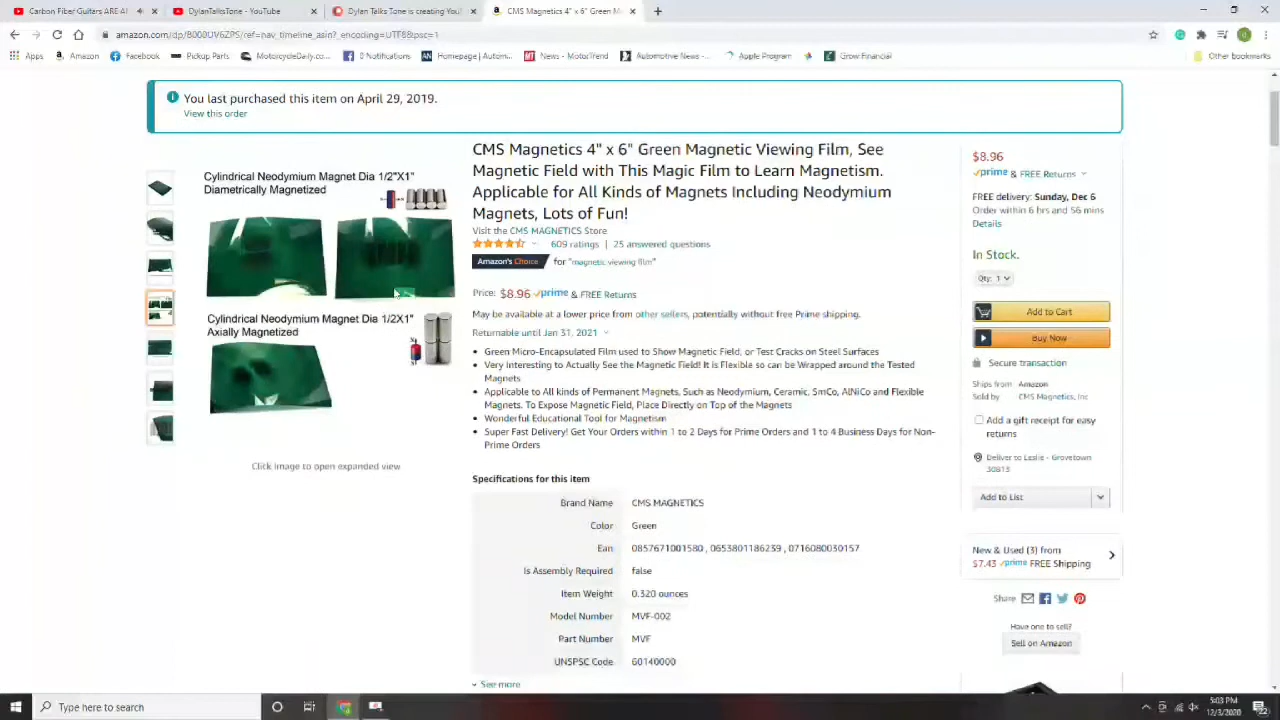 Carbon Fiber Guitars ARE A
DylanTalksTone - YouTube
Dylan Talks Tone is creating You
CMS Magnetics 4" x 6" Green M
amazon.com/dp/B000UV6ZPS/ref=nav_timeline_asin?_encoding=UTF8&psc=1
Apps
Amazon
Facebook
Pickup Parts
MotorcycleDaily.co...
0 Notifications
Homepage | Autom...
News - MotorTrend
Automotive News -...
Apple Program
Grow Financial
Other bookmarks
You last purchased this item on April 29, 2019.
View this order
Cylindrical Neodymium Magnet Dia 1/2"X1"
Diametrically Magnetized
Cylindrical Neodymium Magnet Dia 1/2X1"
Axially Magnetized
Click image to open expanded view
CMS Magnetics 4" x 6" Green Magnetic Viewing Film, See
Magnetic Field with This Magic Film to Learn Magnetism.
Applicable for All Kinds of Magnets Including Neodymium
Magnets, Lots of Fun!
Visit the CMS MAGNETICS Store
609 ratings | 25 answered questions
Amazon's Choice for "magnetic viewing film"
Price: $8.96 prime & FREE Returns
May be available at a lower price from other sellers, potentially without free Prime shipping.
Returnable until Jan 31, 2021
• Green Micro-Encapsulated Film used to Show Magnetic Field, or Test Cracks on Steel Surfaces
• Very Interesting to Actually See the Magnetic Field! It is Flexible so can be Wrapped around the Tested
Magnets
• Applicable to All kinds of Permanent Magnets, Such as Neodymium, Ceramic, SmCo, AlNiCo and Flexible
Magnets. To Expose Magnetic Field, Place Directly on Top of the Magnets
• Wonderful Educational Tool for Magnetism
• Super Fast Delivery! Get Your Orders within 1 to 2 Days for Prime Orders and 1 to 4 Business Days for Non-
Prime Orders
Specifications for this item
Brand Name CMS MAGNETICS
Color Green
Ean 0857671001580 , 0653801186239 , 0716080030157
Is Assembly Required false
Item Weight 0.320 ounces
Model Number MVF-002
Part Number MVF
UNSPSC Code 60140000
See more
$8.96
prime & FREE Returns
FREE delivery: Sunday, Dec 6
Order within 6 hrs and 56 mins
Details
In Stock.
Qty: 1
Add to Cart
Buy Now
Secure transaction
Ships from Amazon
Sold by CMS Magnetics, Inc
Add a gift receipt for easy
returns
Deliver to Leslie - Grovetown
30813
Add to List
New & Used (3) from
$7.43 prime FREE Shipping
Share
Have one to sell?
Sell on Amazon
Type here to search
5:03 PM
12/3/2020